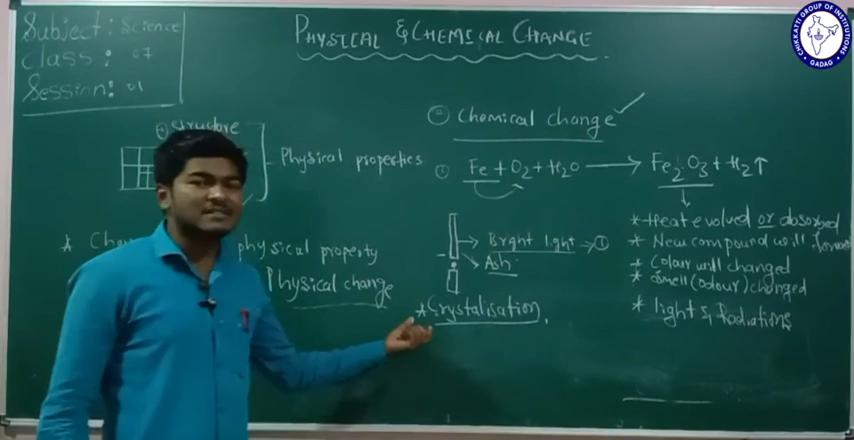 Subject: Science
Class: 07
Session: 01
PHYSICAL & CHEMICAL CHANGE
CHIKKATTI GROUP OF INSTITUTIONS
GADAG
structure
Physical properties
* physical property
Physical change
Chemical change ✓
Fe + O2 + H2O → Fe2O3 + H2↑
→ Bright light → ①
Ash
* Crystalisation
* Heat evolved or absorbed
* New compound will formed
* Colour will changed
* Smell (odour) changed
* light & Radiations